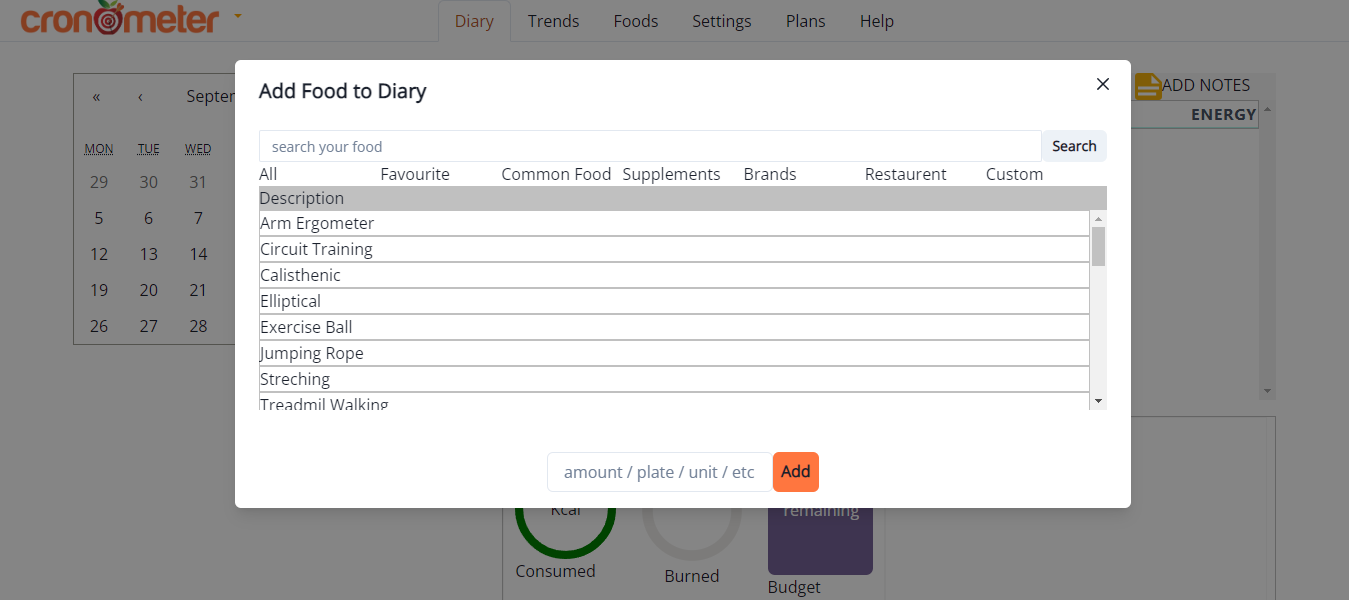 cronometer
Diary Trends Foods Settings Plans Help
« ‹ Septer
MON TUE WED
29 30 31
5 6 7
12 13 14
19 20 21
26 27 28
ADD NOTES
ENERGY
Add Food to Diary
search your food Search
All Favourite Common Food Supplements Brands Restaurent Custom
Description
Arm Ergometer
Circuit Training
Calisthenic
Elliptical
Exercise Ball
Jumping Rope
Streching
Treadmil Walking
amount / plate / unit / etc Add
Kcal
remaining
Consumed
Burned
Budget